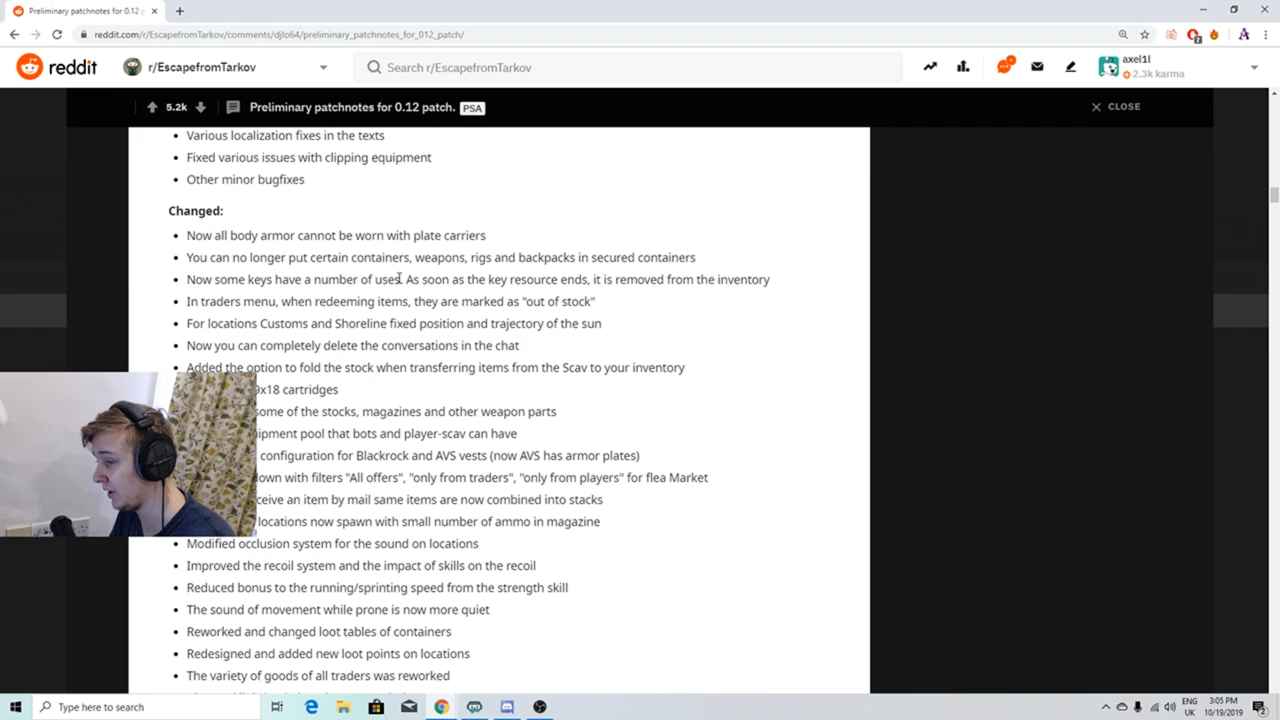 Preliminary patchnotes for 0.12 p
reddit.com/r/EscapefromTarkov/comments/djlo64/preliminary_patchnotes_for_012_patch/
reddit
r/EscapefromTarkov
Search r/EscapefromTarkov
axel1l
2.3k karma
5.2k
Preliminary patchnotes for 0.12 patch.
PSA
CLOSE
• Various localization fixes in the texts
• Fixed various issues with clipping equipment
• Other minor bugfixes
Changed:
• Now all body armor cannot be worn with plate carriers
• You can no longer put certain containers, weapons, rigs and backpacks in secured containers
• Now some keys have a number of uses. As soon as the key resource ends, it is removed from the inventory
• In traders menu, when redeeming items, they are marked as "out of stock"
• For locations Customs and Shoreline fixed position and trajectory of the sun
• Now you can completely delete the conversations in the chat
• Added the option to fold the stock when transferring items from the Scav to your inventory
9x18 cartridges
some of the stocks, magazines and other weapon parts
ipment pool that bots and player-scav can have
configuration for Blackrock and AVS vests (now AVS has armor plates)
down with filters "All offers", "only from traders", "only from players" for flea Market
ceive an item by mail same items are now combined into stacks
locations now spawn with small number of ammo in magazine
• Modified occlusion system for the sound on locations
• Improved the recoil system and the impact of skills on the recoil
• Reduced bonus to the running/sprinting speed from the strength skill
• The sound of movement while prone is now more quiet
• Reworked and changed loot tables of containers
• Redesigned and added new loot points on locations
• The variety of goods of all traders was reworked
Type here to search
ENG
UK
3:05 PM
10/19/2019